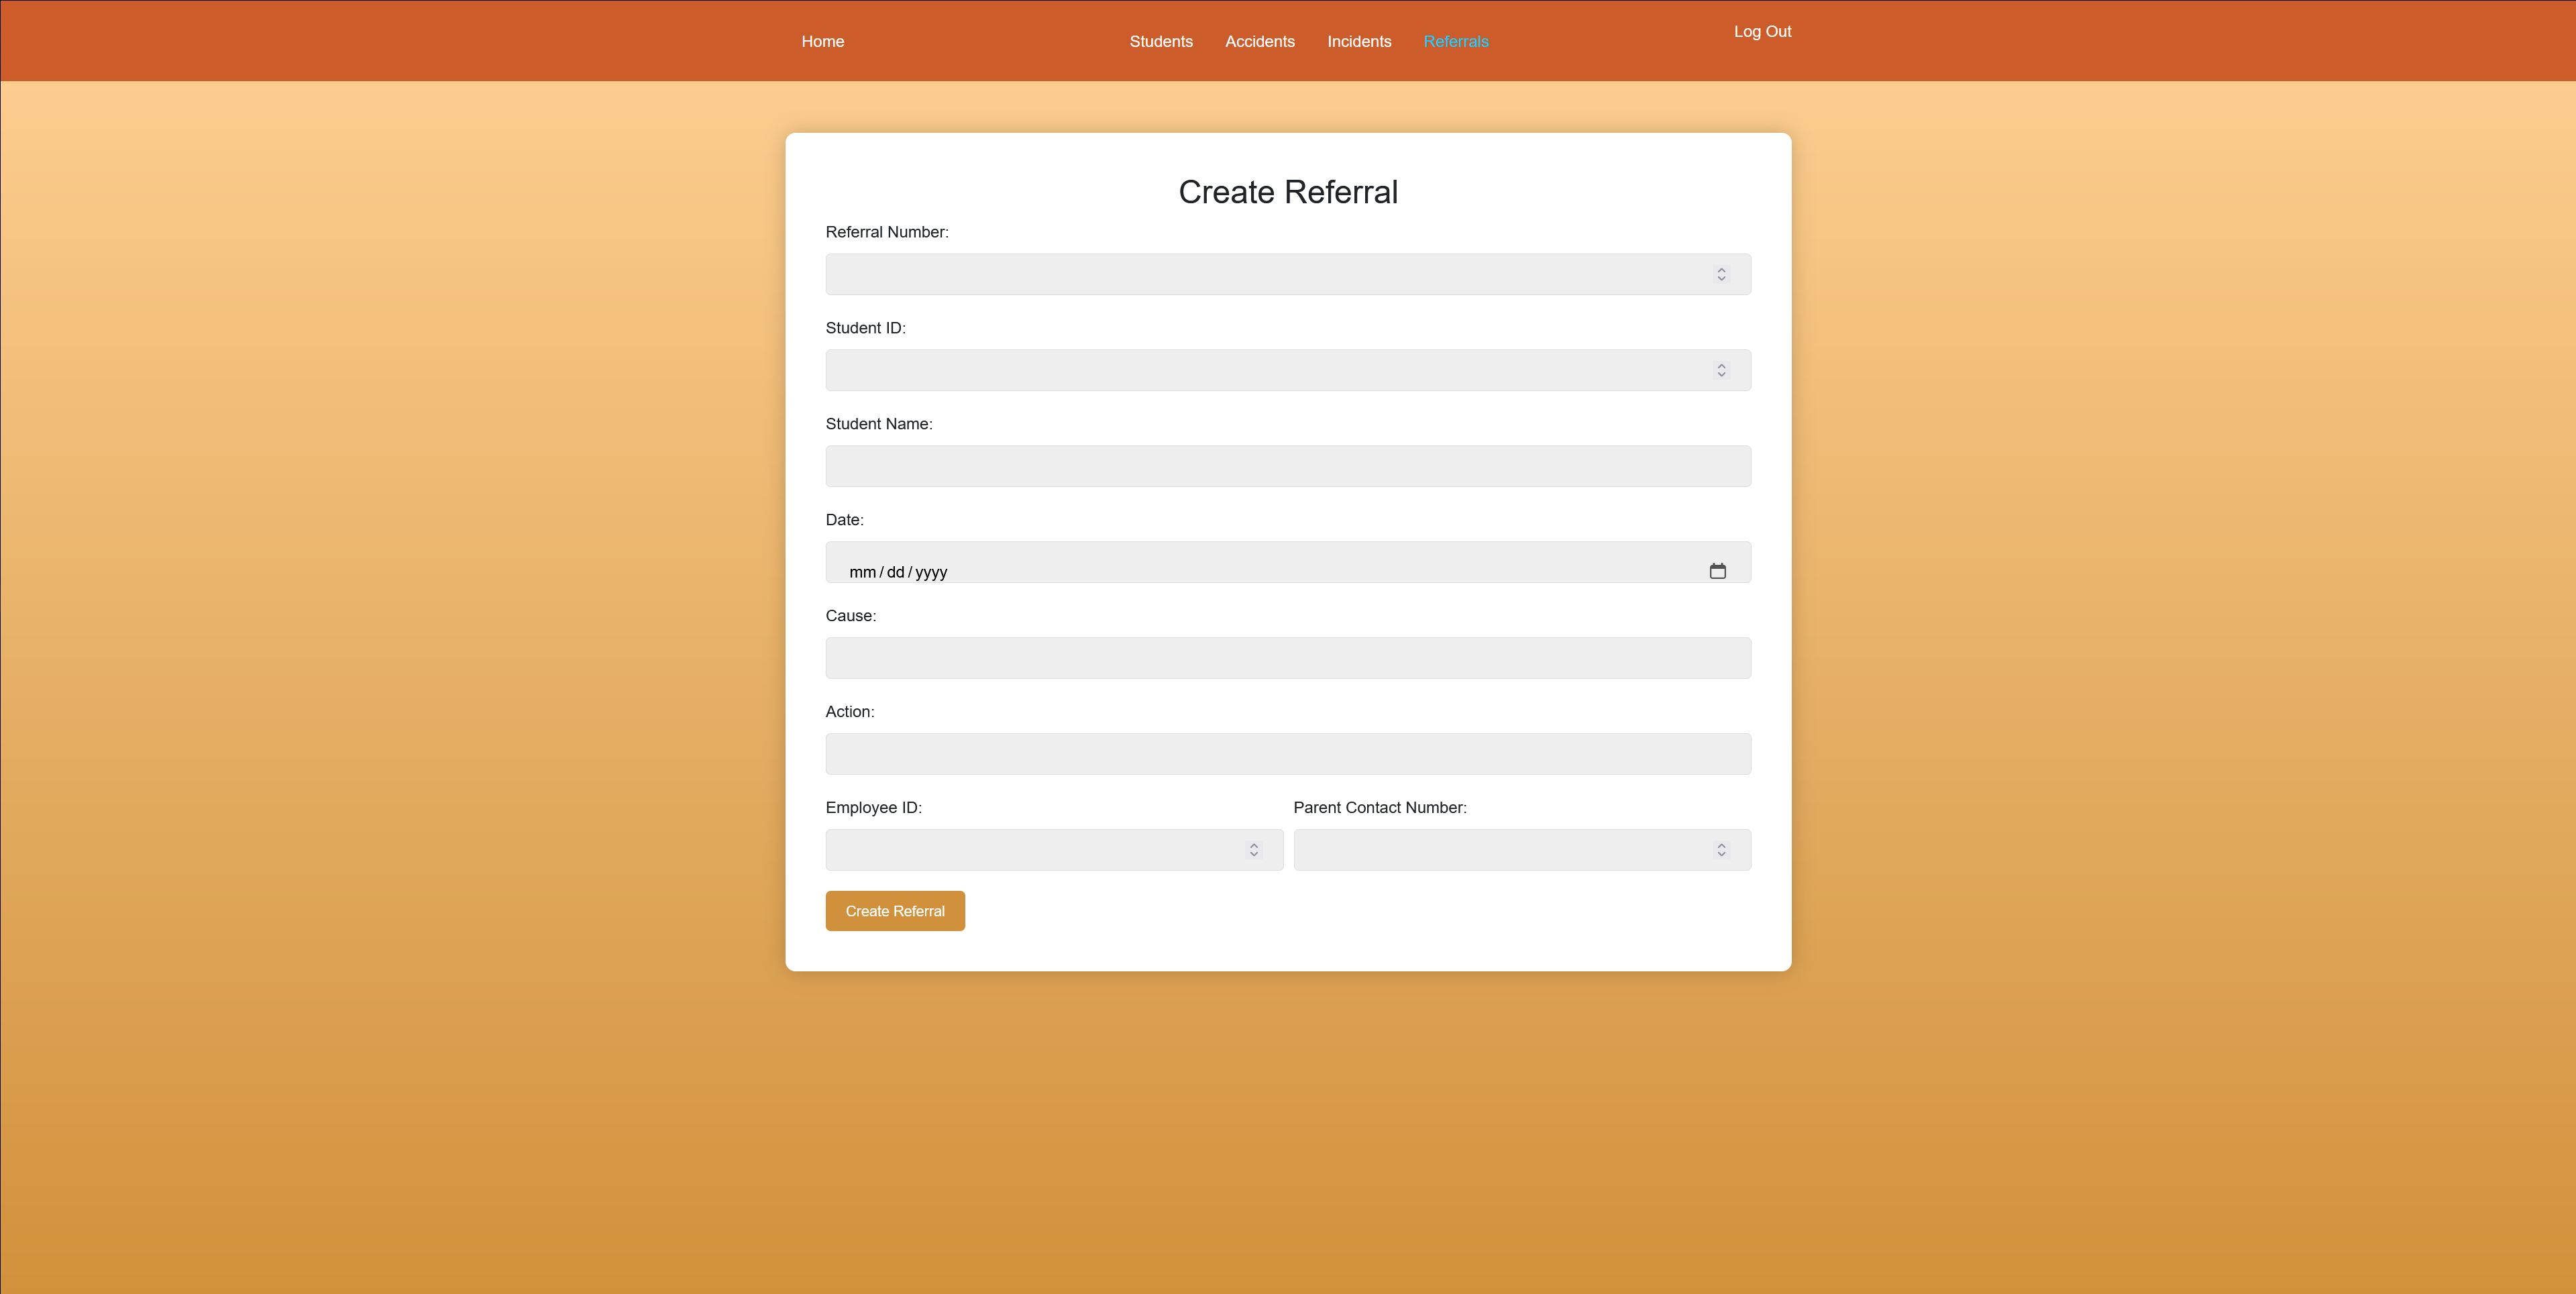 Home Students Accidents Incidents Referrals Log Out
Create Referral
Referral Number:
Student ID:
Student Name:
Date:
mm/dd/yyyy
Cause:
Action:
Employee ID: Parent Contact Number:
Create Referral